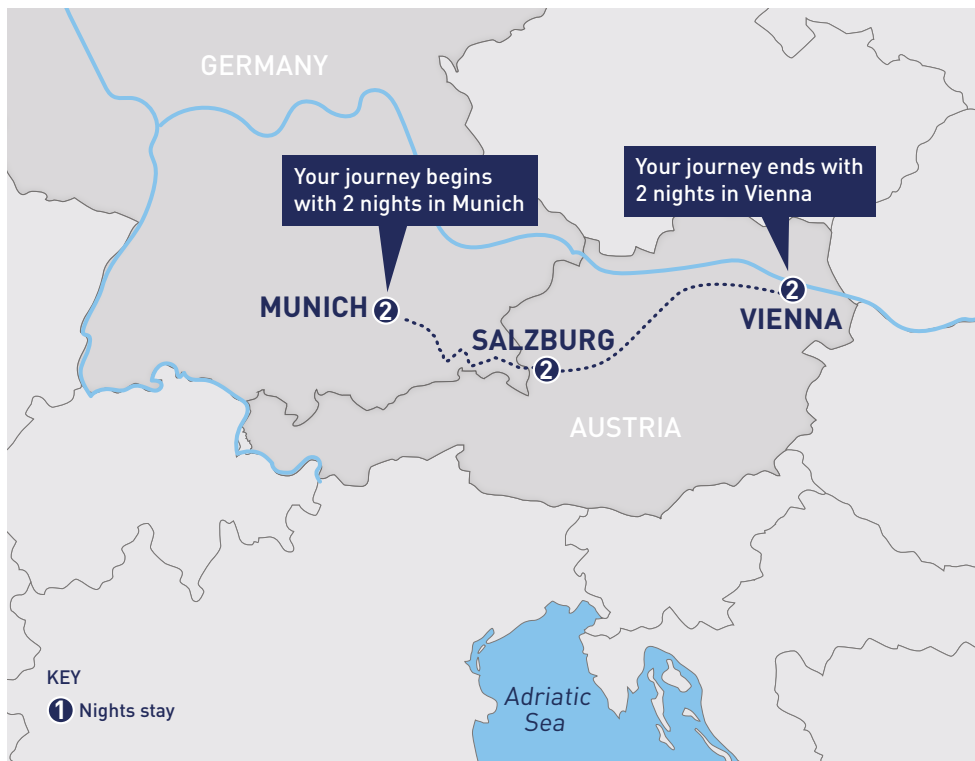 GERMANY
Your journey begins
with 2 nights in Munich
Your journey ends with
2 nights in Vienna
MUNICH 2
2
VIENNA
SALZBURG
2
AUSTRIA
KEY
1 Nights stay
Adriatic
Sea